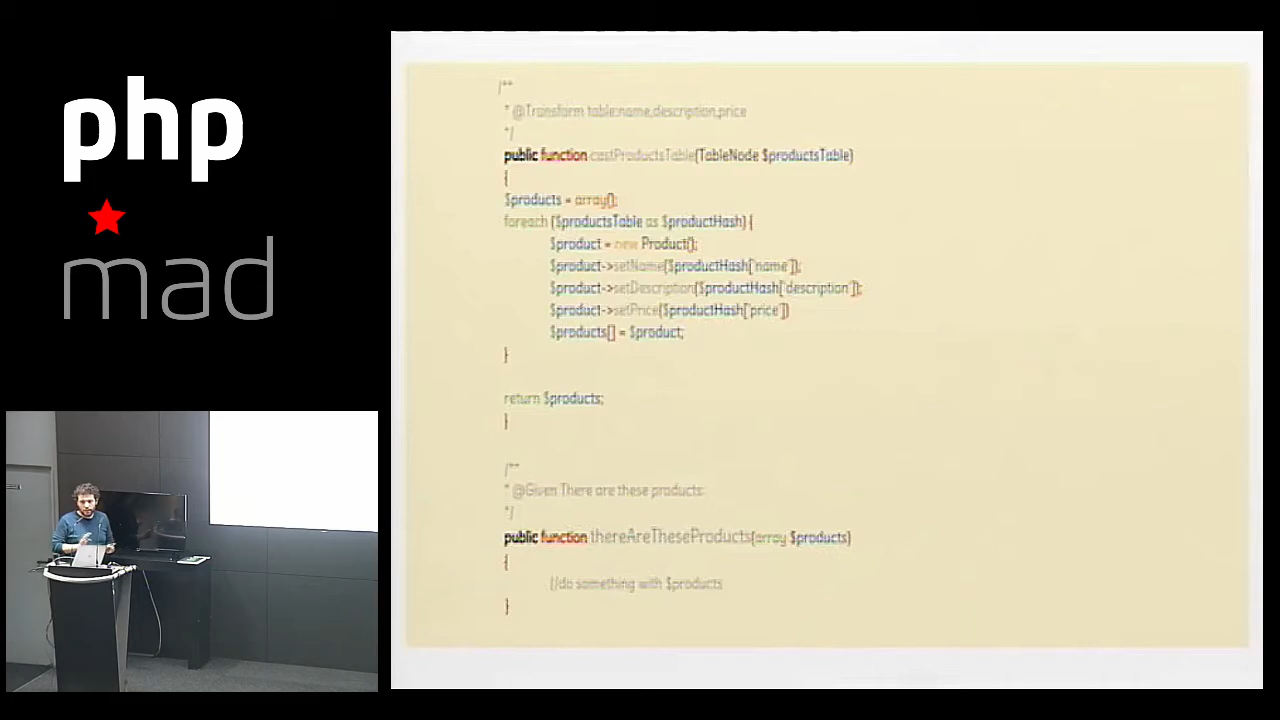 php
mad
/**
* @Transform table:name,description,price
*/
public function castProductsTable(TableNode $productsTable)
{
$products = array();
foreach ($productsTable as $productHash) {
$product = new Product();
$product->setName($productHash['name']);
$product->setDescription($productHash['description']);
$product->setPrice($productHash['price'])
$products[] = $product;
}
return $products;
}
/**
* @Given There are these products:
*/
public function thereAreTheseProducts(array $products)
{
//do something with $products
}